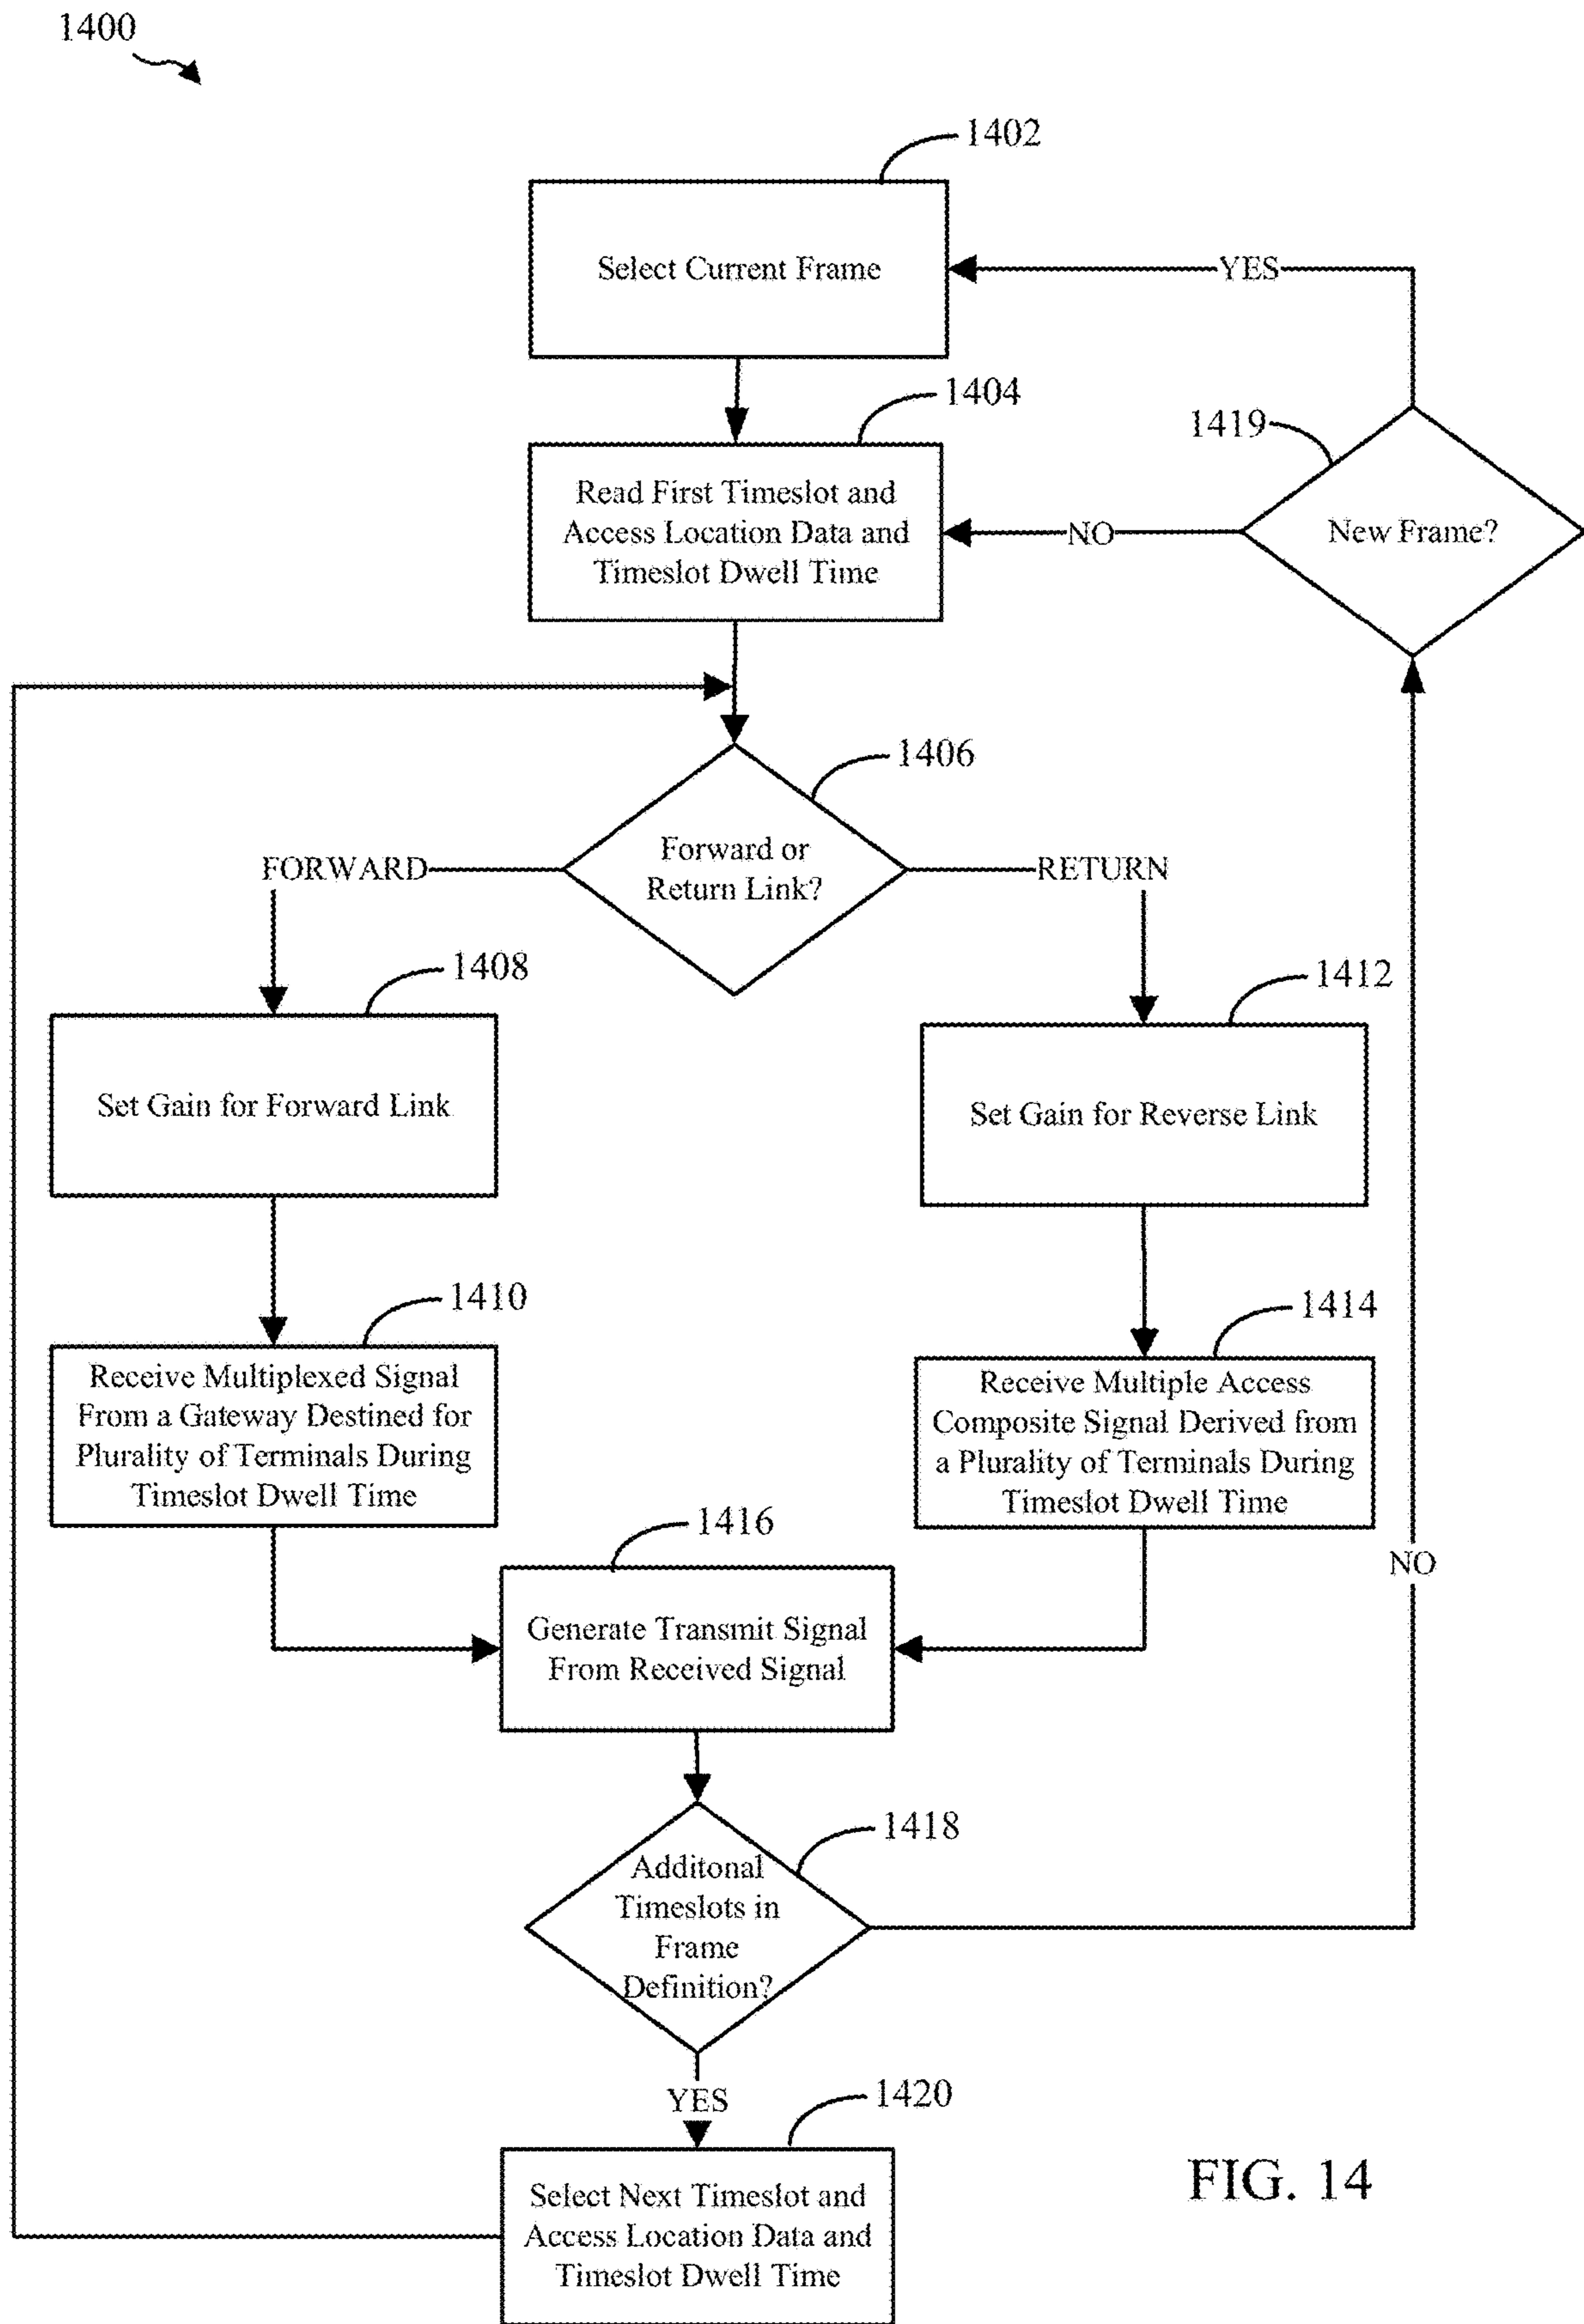 1400
1402
Select Current Frame
YES
1404
1419
Read First Timeslot and
Access Location Data and
Timeslot Dwell Time
NO
New Frame?
1406
Forward or
Return Link?
FORWARD
RETURN
1408
1412
Set Gain for Forward Link
Set Gain for Reverse Link
1410
1414
Receive Multiplexed Signal
From a Gateway Destined for
Plurality of Terminals During
Timeslot Dwell Time
Receive Multiple Access
Composite Signal Derived from
a Plurality of Terminals During
Timeslot Dwell Time
1416
NO
Generate Transmit Signal
From Received Signal
1418
Additonal
Timeslots in
Frame
Definition?
YES
1420
Select Next Timeslot and
Access Location Data and
Timeslot Dwell Time
FIG. 14